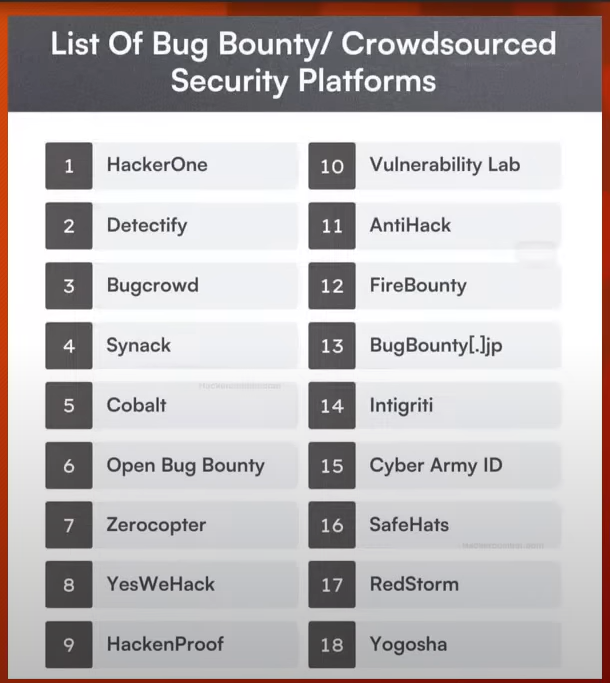 List Of Bug Bounty/ Crowdsourced
Security Platforms
1 HackerOne
2 Detectify
3 Bugcrowd
4 Synack
5 Cobalt
6 Open Bug Bounty
7 Zerocopter
8 YesWeHack
9 HackenProof
10 Vulnerability Lab
11 AntiHack
12 FireBounty
13 BugBounty[.]jp
14 Intigriti
15 Cyber Army ID
16 SafeHats
17 RedStorm
18 Yogosha